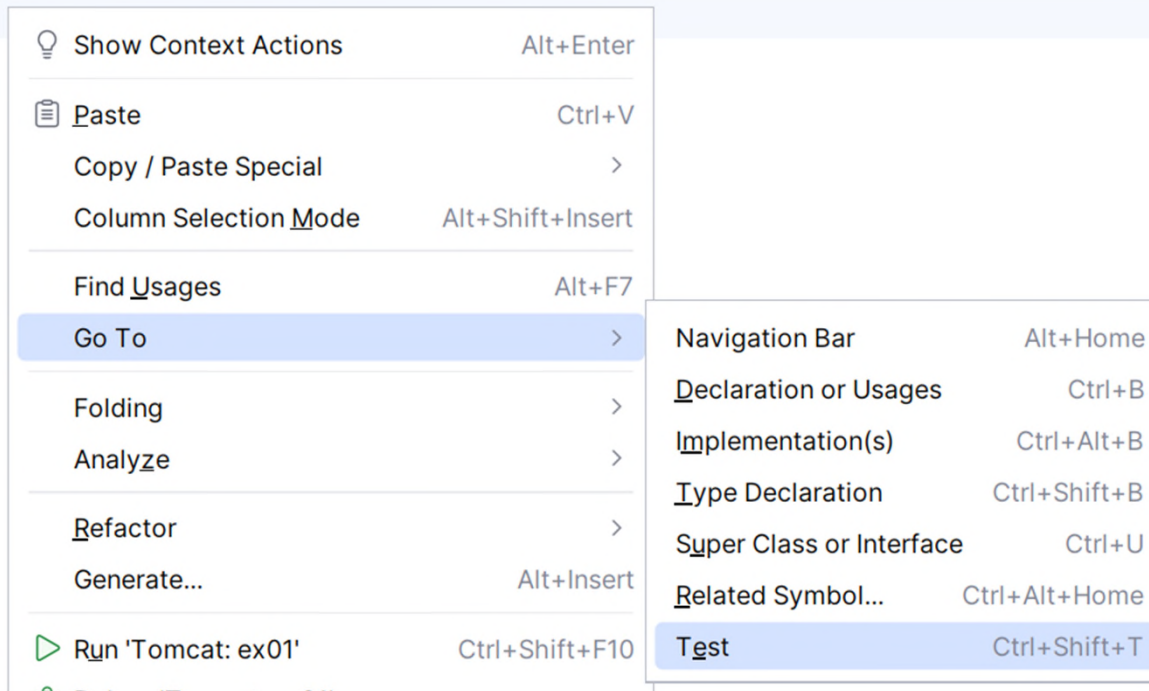 Show Context Actions Alt+Enter
Paste Ctrl+V
Copy / Paste Special
Column Selection Mode Alt+Shift+Insert
Find Usages Alt+F7
Go To
Folding
Analyze
Refactor
Generate... Alt+Insert
Run 'Tomcat: ex01' Ctrl+Shift+F10
Navigation Bar Alt+Home
Declaration or Usages Ctrl+B
Implementation(s) Ctrl+Alt+B
Type Declaration Ctrl+Shift+B
Super Class or Interface Ctrl+U
Related Symbol... Ctrl+Alt+Home
Test Ctrl+Shift+T